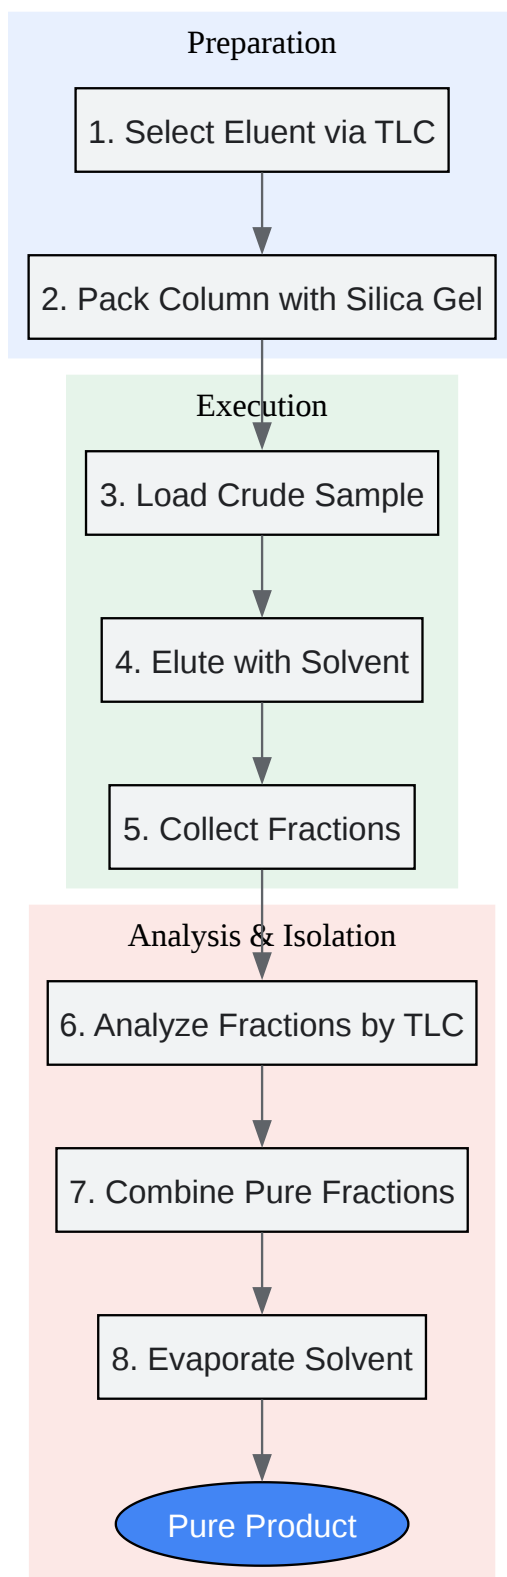 Preparation
1. Select Eluent via TLC
2. Pack Column with Silica Gel
Execution
3. Load Crude Sample
4. Elute with Solvent
5. Collect Fractions
Analysis & Isolation
6. Analyze Fractions by TLC
7. Combine Pure Fractions
8. Evaporate Solvent
Pure Product